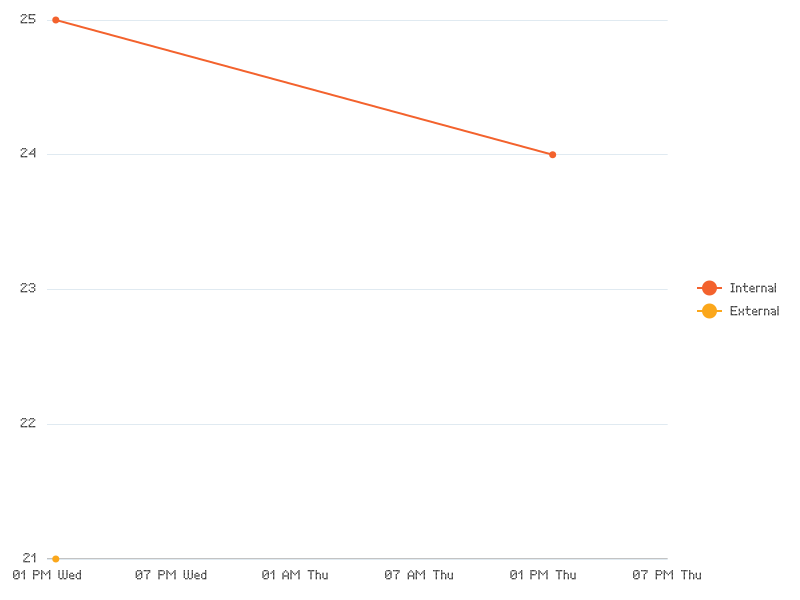 25
24
23
22
21
01 PM Wed 07 PM Wed 01 AM Thu 07 AM Thu 01 PM Thu 07 PM Thu
Internal
External